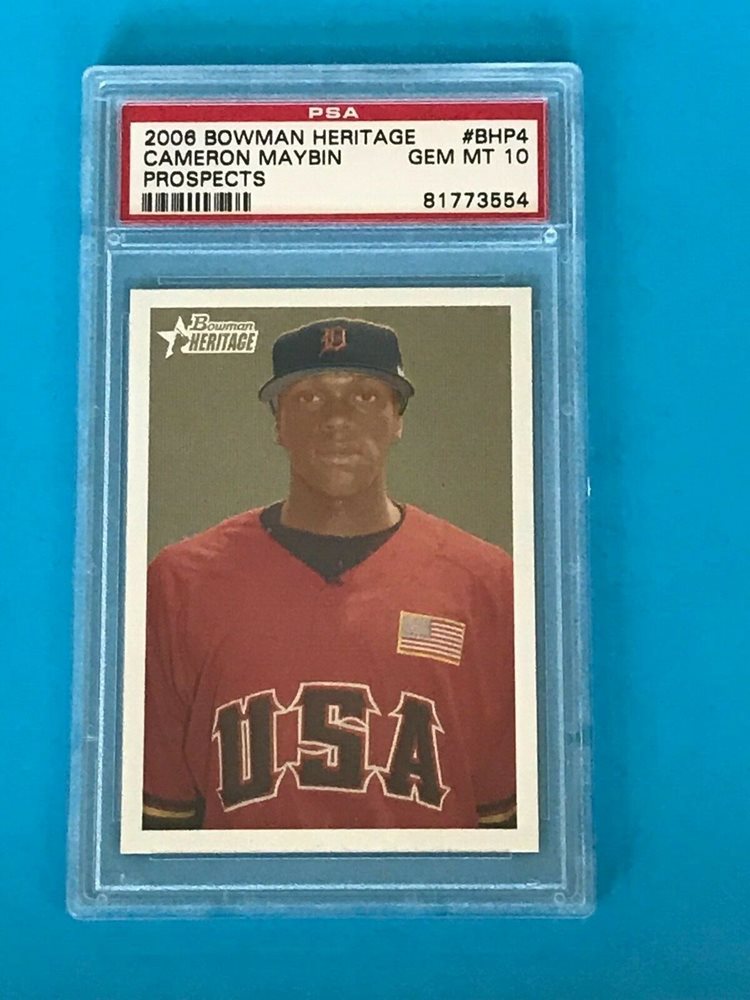 PSA
2006 BOWMAN HERITAGE #BHP4
CAMERON MAYBIN GEM MT 10
PROSPECTS
81773554
Bowman
HERITAGE
D
USA